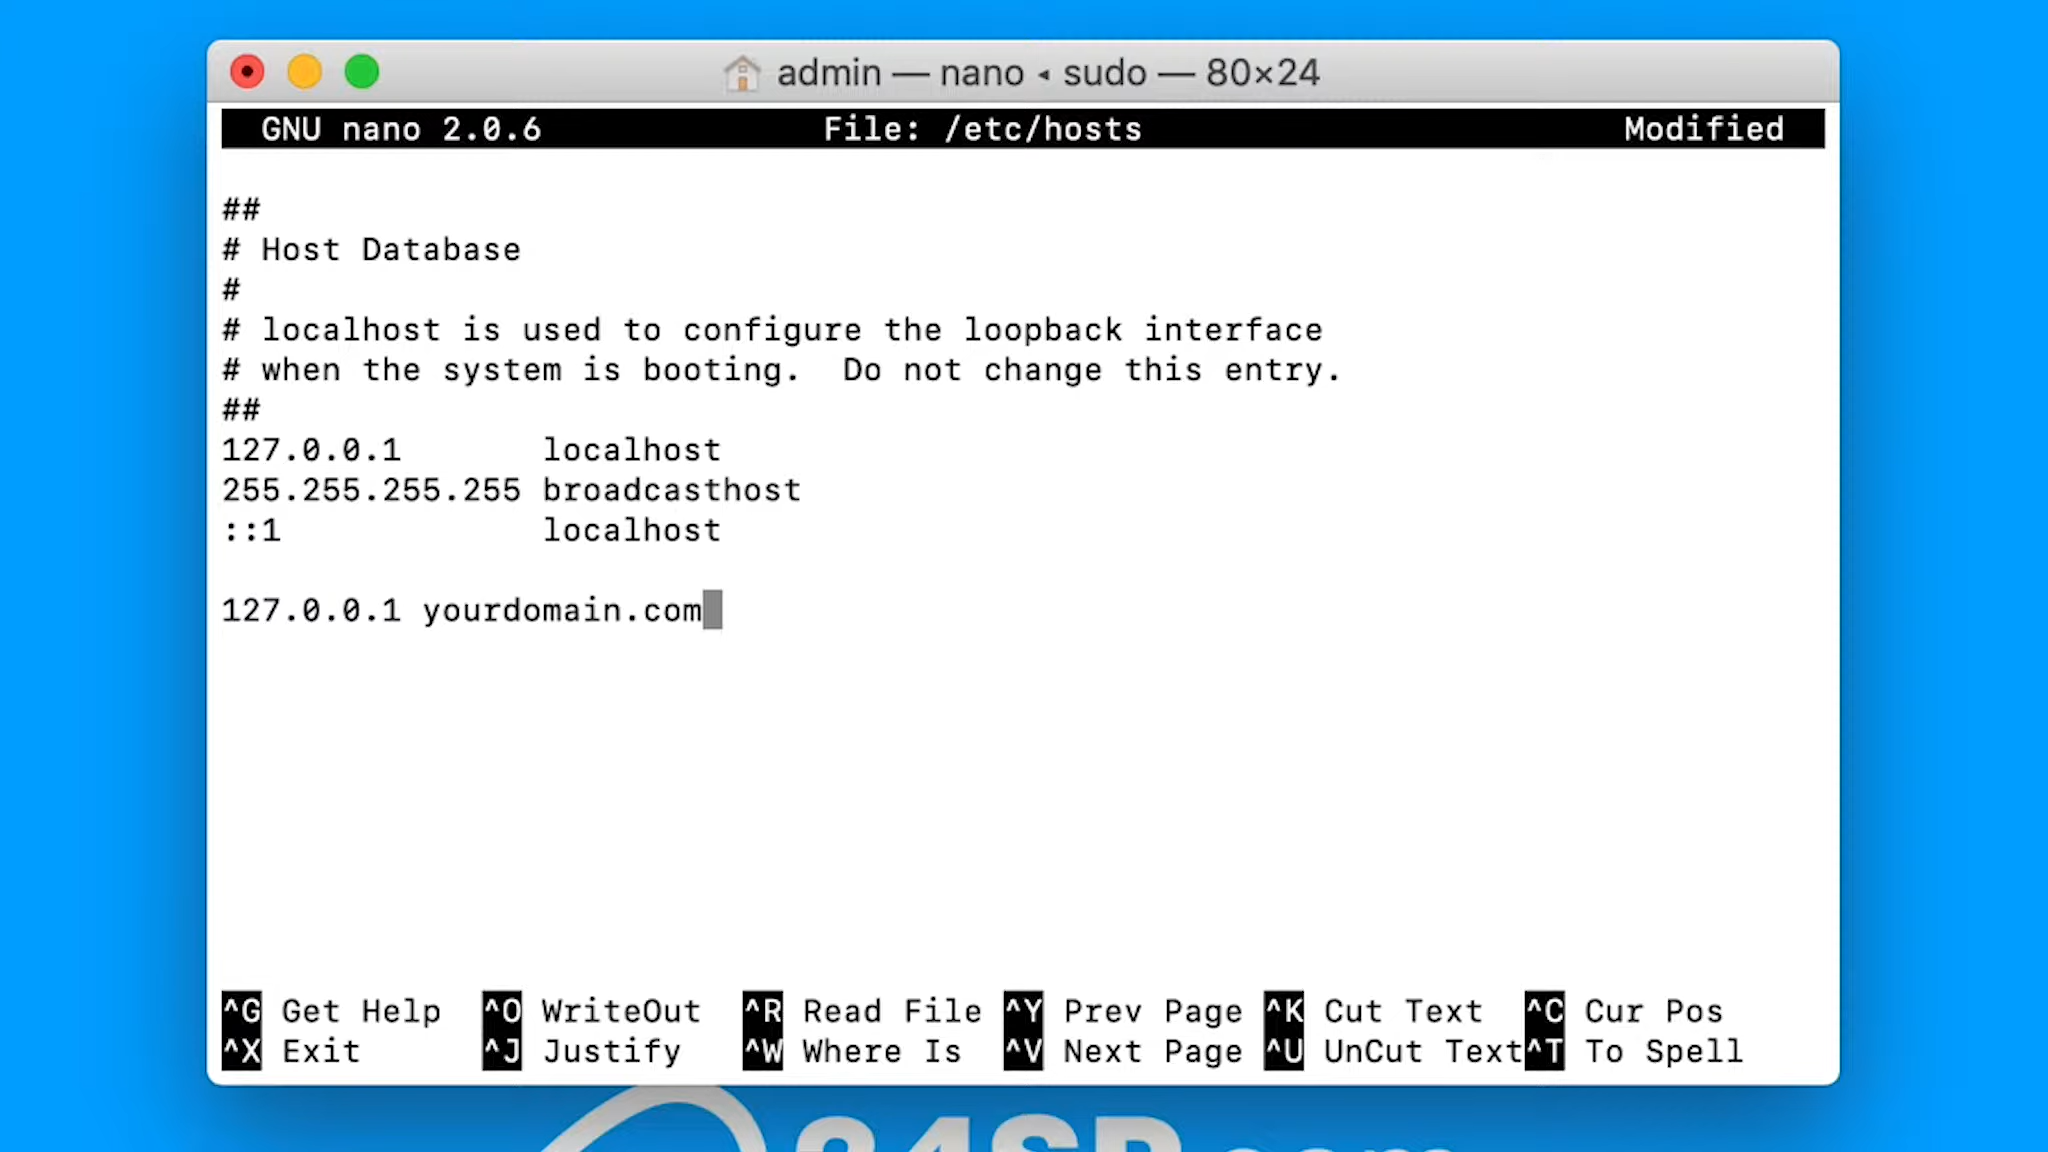 admin — nano ◂ sudo — 80×24
GNU nano 2.0.6 File: /etc/hosts Modified
##
# Host Database
#
# localhost is used to configure the loopback interface
# when the system is booting.  Do not change this entry.
##
127.0.0.1 localhost
255.255.255.255 broadcasthost
::1 localhost
127.0.0.1 yourdomain.com
^G Get Help ^O WriteOut ^R Read File ^Y Prev Page ^K Cut Text ^C Cur Pos
^X Exit ^J Justify ^W Where Is ^V Next Page ^U UnCut Text ^T To Spell